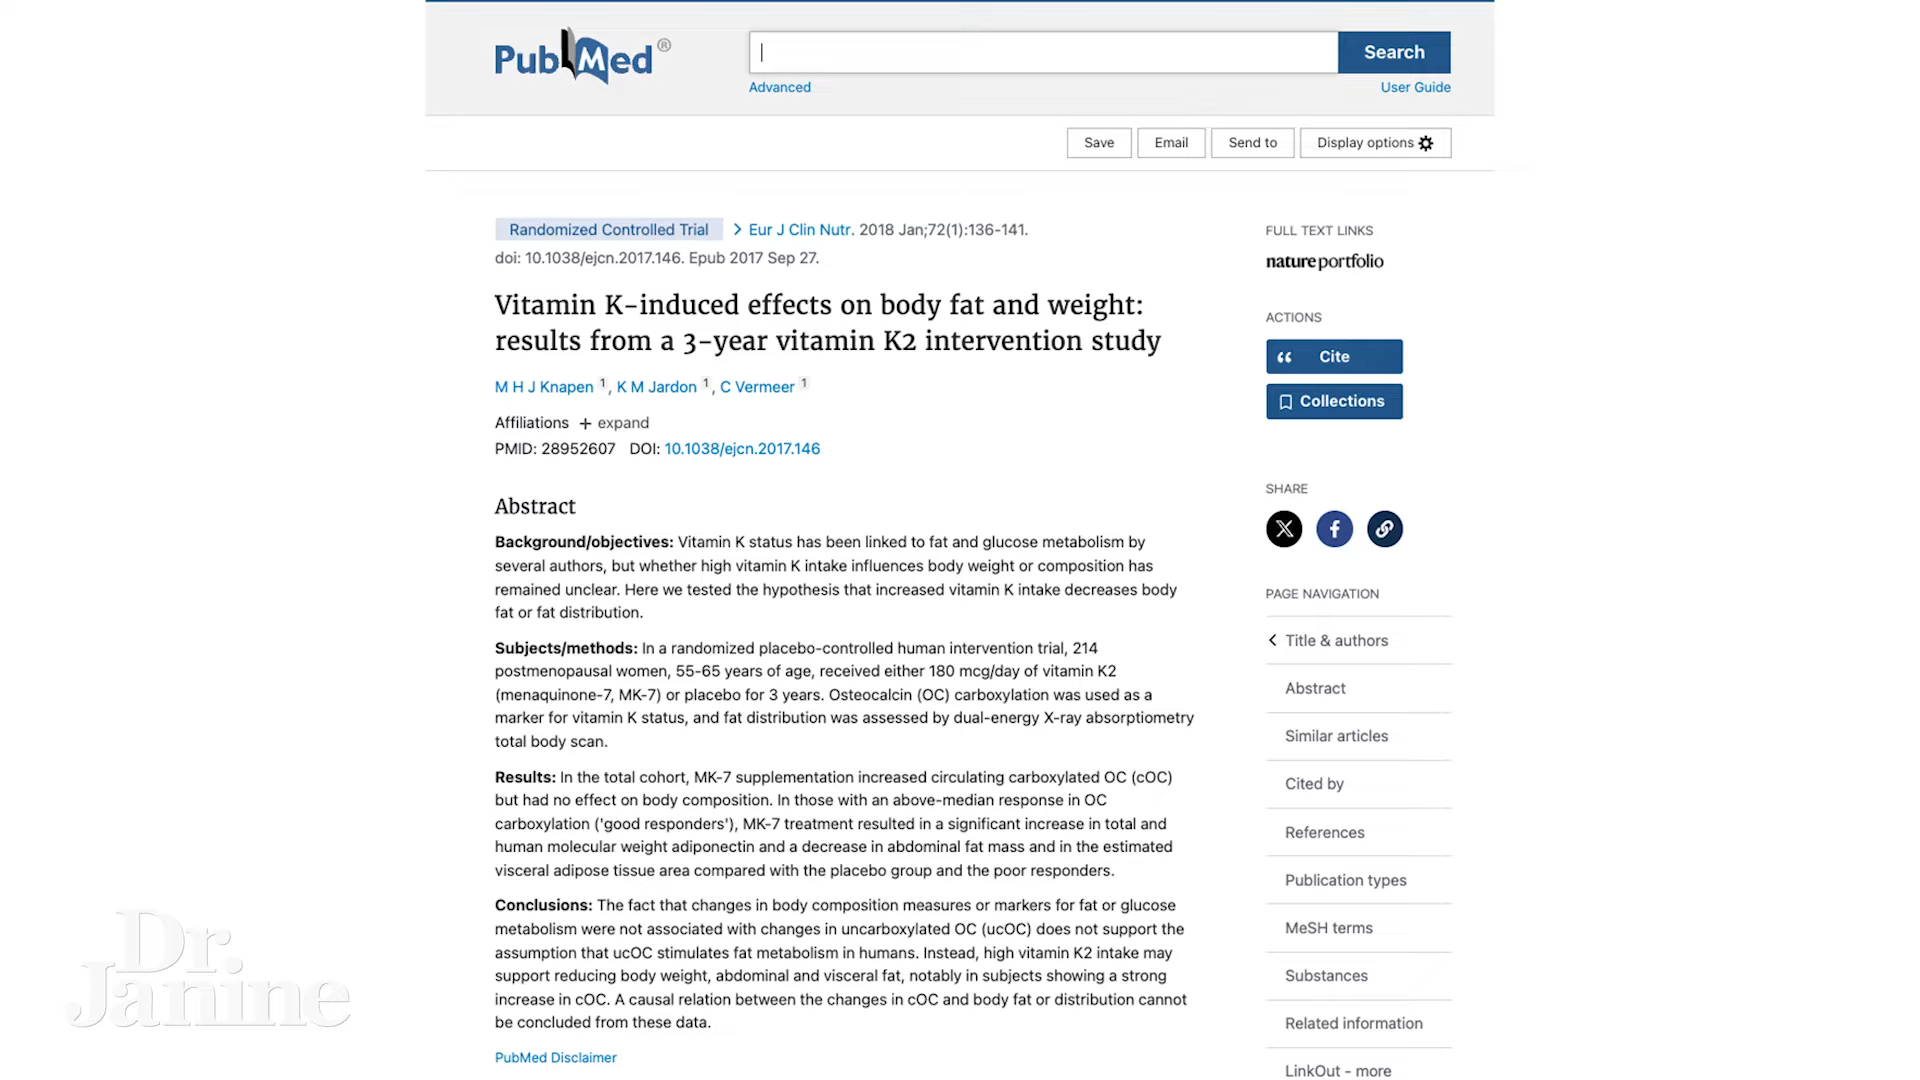 PubMed®
Search
Advanced
User Guide
Save
Email
Send to
Display options
Randomized Controlled Trial
Eur J Clin Nutr. 2018 Jan;72(1):136-141.
doi: 10.1038/ejcn.2017.146. Epub 2017 Sep 27.
Vitamin K-induced effects on body fat and weight:
results from a 3-year vitamin K2 intervention study
M H J Knapen 1, K M Jardon 1, C Vermeer 1
Affiliations + expand
PMID: 28952607 DOI: 10.1038/ejcn.2017.146
Abstract
Background/objectives: Vitamin K status has been linked to fat and glucose metabolism by
several authors, but whether high vitamin K intake influences body weight or composition has
remained unclear. Here we tested the hypothesis that increased vitamin K intake decreases body
fat or fat distribution.
Subjects/methods: In a randomized placebo-controlled human intervention trial, 214
postmenopausal women, 55-65 years of age, received either 180 mcg/day of vitamin K2
(menaquinone-7, MK-7) or placebo for 3 years. Osteocalcin (OC) carboxylation was used as a
marker for vitamin K status, and fat distribution was assessed by dual-energy X-ray absorptiometry
total body scan.
Results: In the total cohort, MK-7 supplementation increased circulating carboxylated OC (cOC)
but had no effect on body composition. In those with an above-median response in OC
carboxylation ('good responders'), MK-7 treatment resulted in a significant increase in total and
human molecular weight adiponectin and a decrease in abdominal fat mass and in the estimated
visceral adipose tissue area compared with the placebo group and the poor responders.
Conclusions: The fact that changes in body composition measures or markers for fat or glucose
metabolism were not associated with changes in uncarboxylated OC (ucOC) does not support the
assumption that ucOC stimulates fat metabolism in humans. Instead, high vitamin K2 intake may
support reducing body weight, abdominal and visceral fat, notably in subjects showing a strong
increase in cOC. A causal relation between the changes in cOC and body fat or distribution cannot
be concluded from these data.
PubMed Disclaimer
FULL TEXT LINKS
nature portfolio
ACTIONS
Cite
Collections
SHARE
PAGE NAVIGATION
Title & authors
Abstract
Similar articles
Cited by
References
Publication types
MeSH terms
Substances
Related information
LinkOut - more
Dr.
Janine